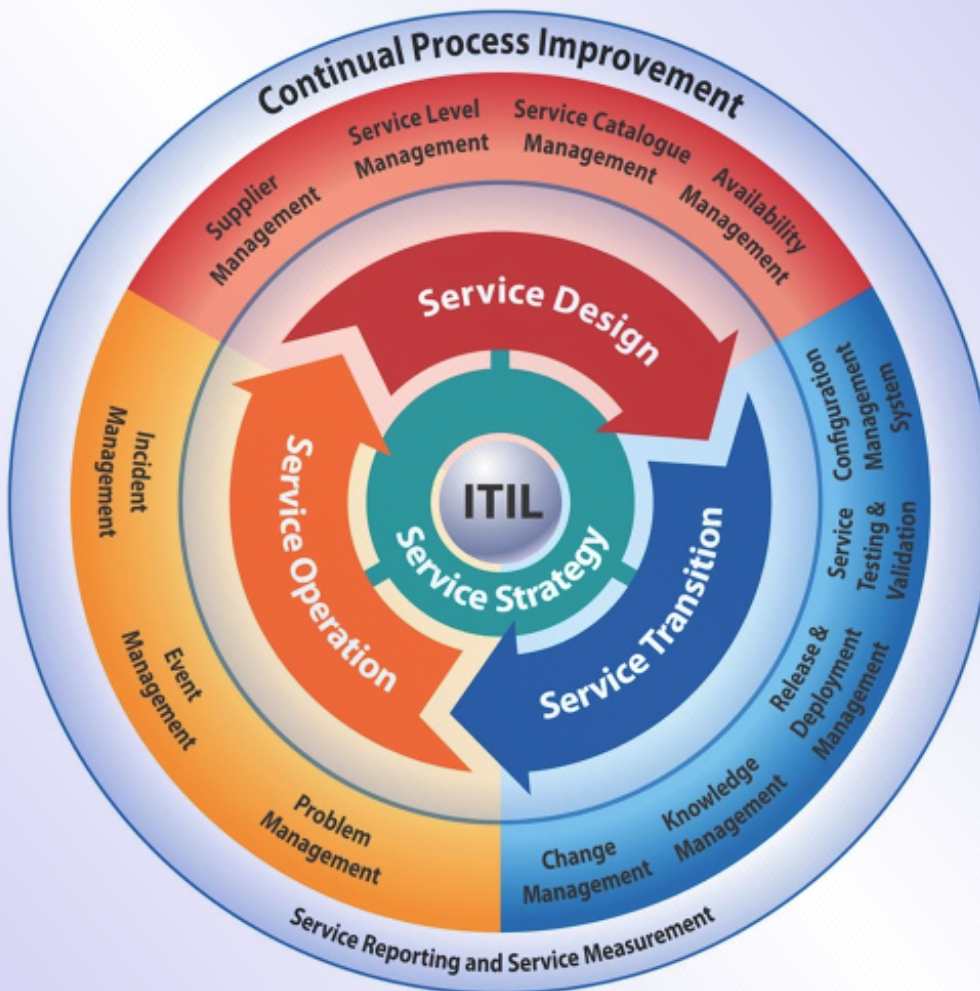 Continual Process Improvement
Supplier
Management
Service Level
Management
Service Catalogue
Management
Availability
Management
Configuration
Management
System
Service
Testing &
Validation
Release &
Deployment
Management
Knowledge
Management
Change
Management
Problem
Management
Event
Management
Incident
Management
Service Design
Service Transition
Service Operation
Service Strategy
ITIL
Service Reporting and Service Measurement